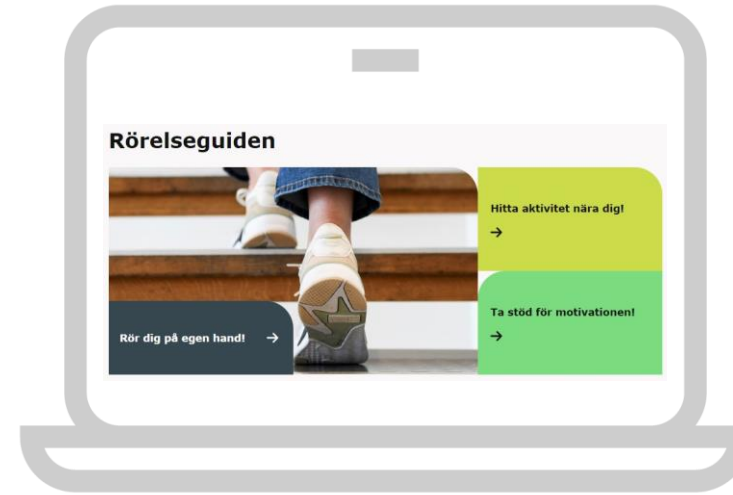 Rörelseguiden
Hitta aktivitet nära dig!
Ta stöd för motivationen!
Rör dig på egen hand!